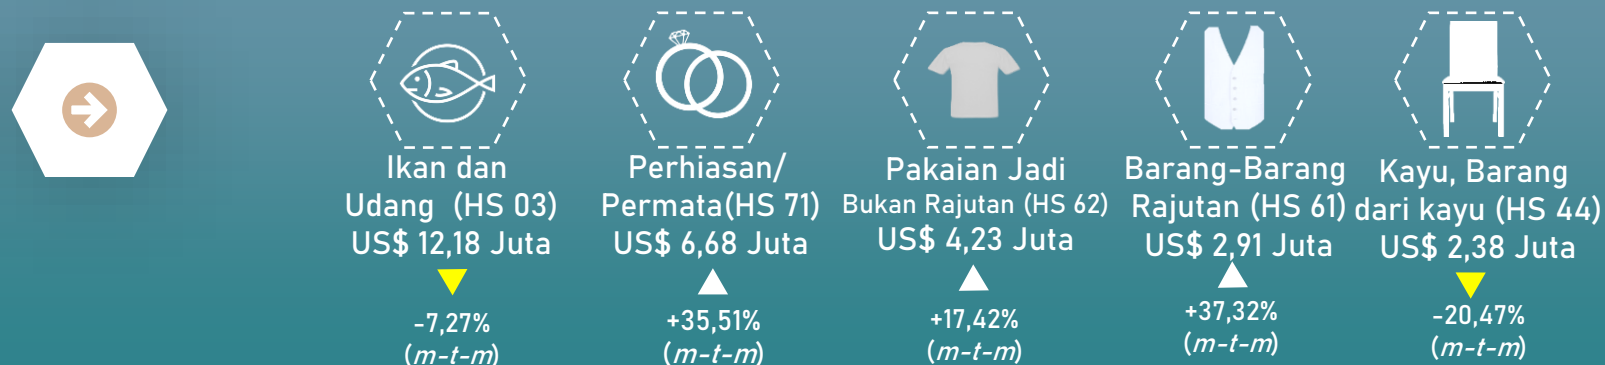 Ikan dan
Udang (HS 03)
US$ 12,18 Juta
-7,27%
(m-t-m)
Perhiasan/
Permata(HS 71)
US$ 6,68 Juta
+35,51%
(m-t-m)
Pakaian Jadi
Bukan Rajutan (HS 62)
US$ 4,23 Juta
+17,42%
(m-t-m)
Barang-Barang
Rajutan (HS 61)
US$ 2,91 Juta
+37,32%
(m-t-m)
Kayu, Barang
dari kayu (HS 44)
US$ 2,38 Juta
-20,47%
(m-t-m)